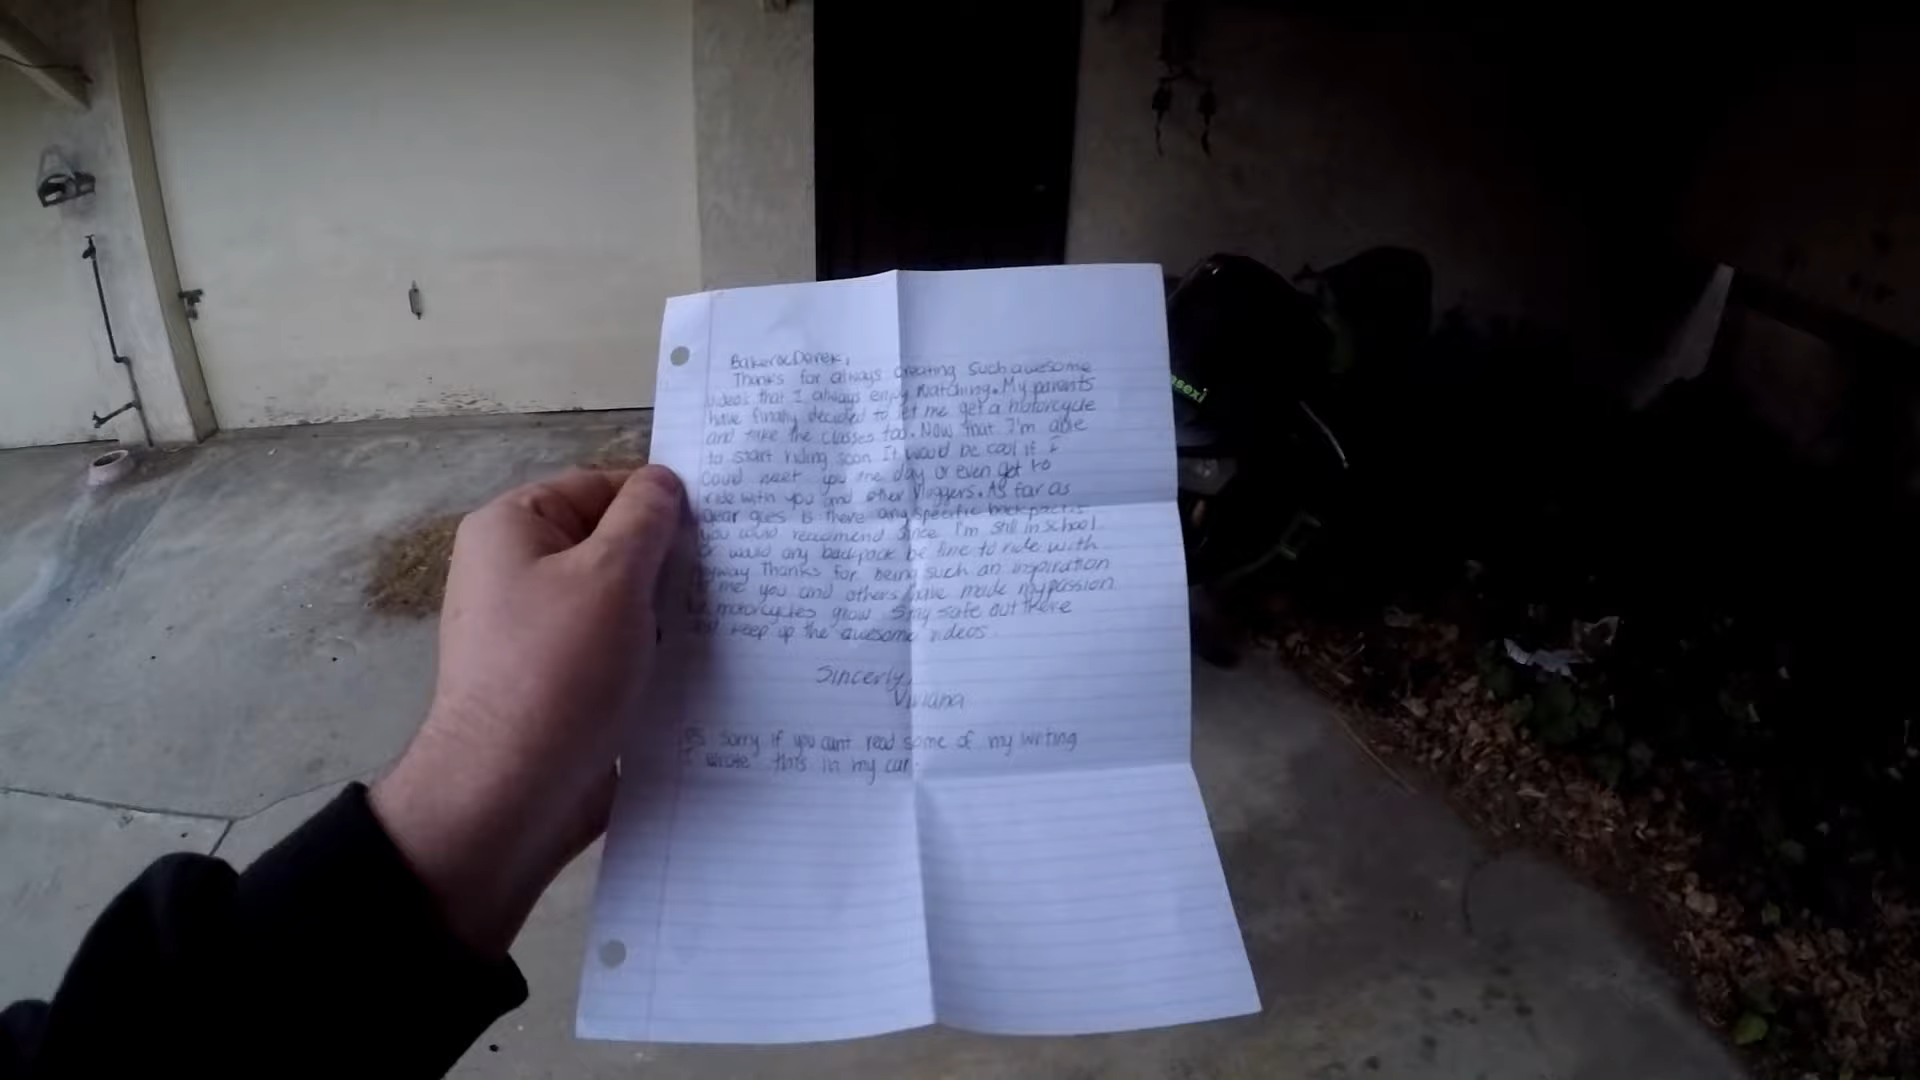 Baker & Derek,
Thanks for always creating such awesome
videos that I always enjoy watching. My parents
have finally decided to let me get a motorcycle
and take the classes too. Now that I'm able
to start riding soon It would be cool if I
could meet you one day or even get to
ride with you and other vloggers. As far as
gear goes is there any specific backpacks
you would reccomend since I'm still in school
or would any backpack be fine to ride with
anyway Thanks for being such an inspiration
me you and others have made my passion
motorcycles grow. Stay safe out there
keep up the awesome videos.
Sincerly,
Viviana
PS Sorry if you cant read some of my writing
I wrote this in my car.